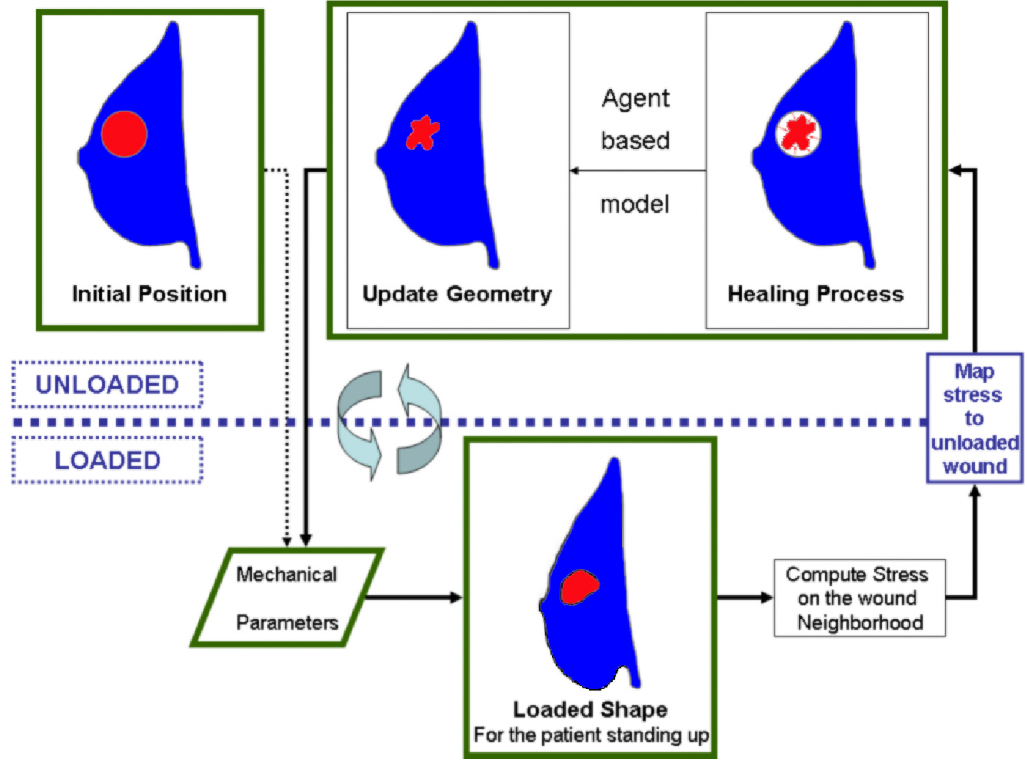 Initial Position
Update Geometry
Agent
based
model
Healing Process
UNLOADED
LOADED
Map
stress
to
unloaded
wound
Mechanical
Parameters
Loaded Shape
For the patient standing up
Compute Stress
on the wound
Neighborhood